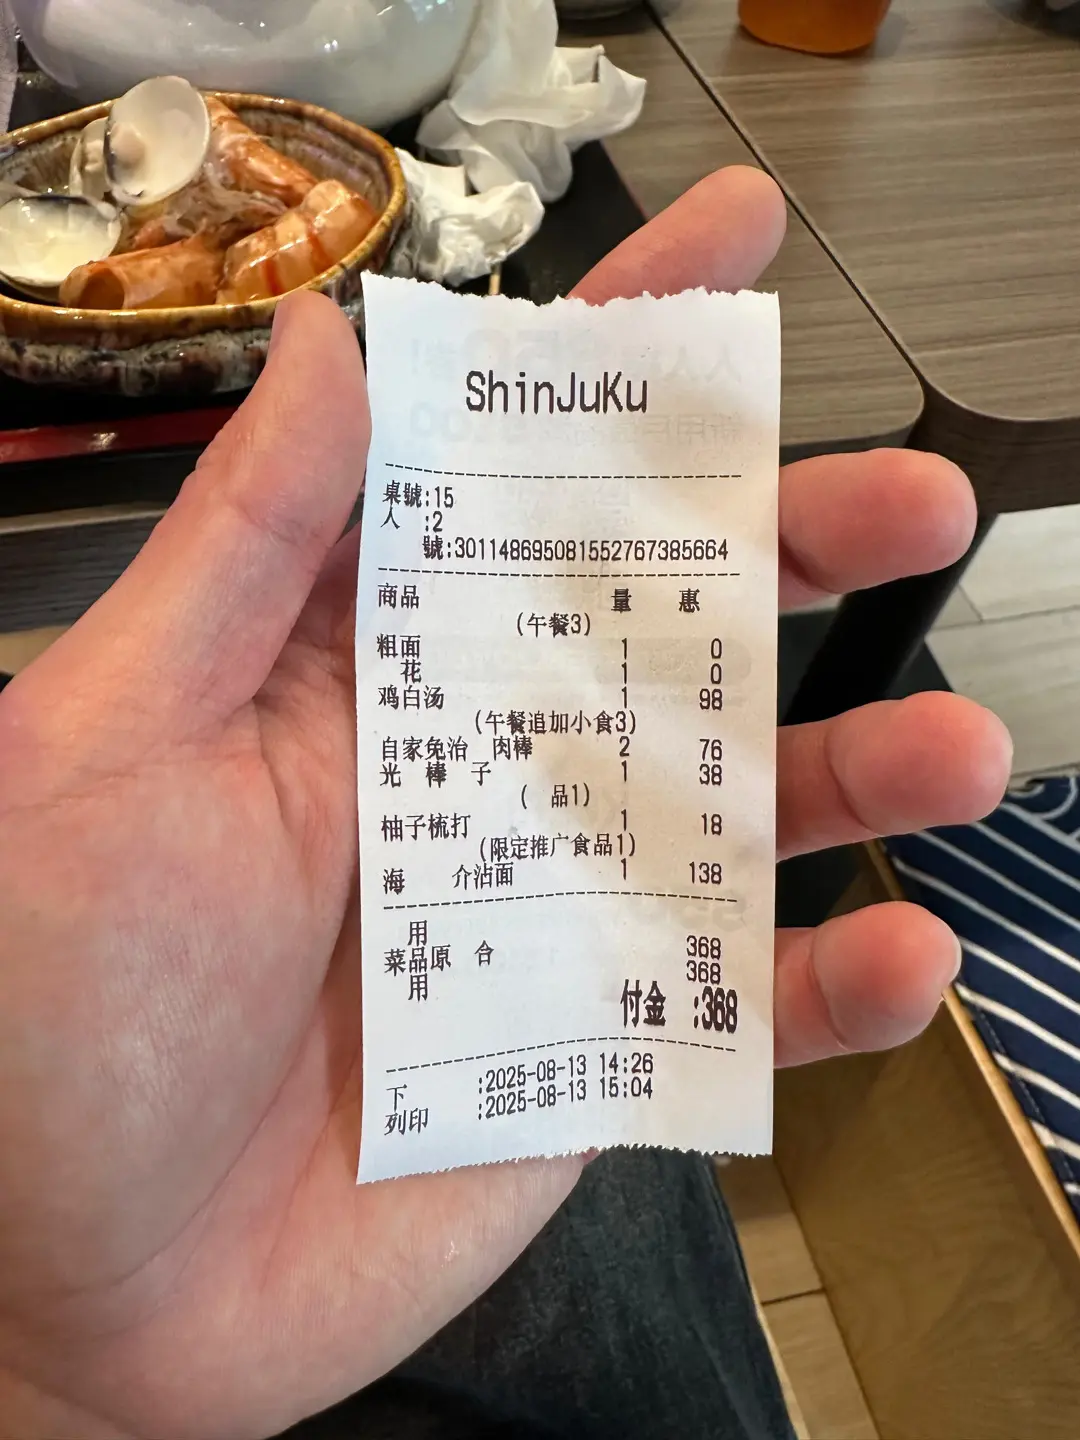 ShinJuKu
桌號:15
人 :2
號:3011486950815527673​85664
商品 量 惠
(午餐3)
粗面 1 0
花 1 0
鸡白汤 1 98
(午餐追加小食3)
自家免治 肉棒 2 76
光 棒 子 1 38
( 品1)
柚子梳打 1 18
(限定推广食品1)
海 介沾面 1 138
用
菜品原 合 368
用 368
付金 :368
下 :2025-08-13 14:26
列印 :2025-08-13 15:04